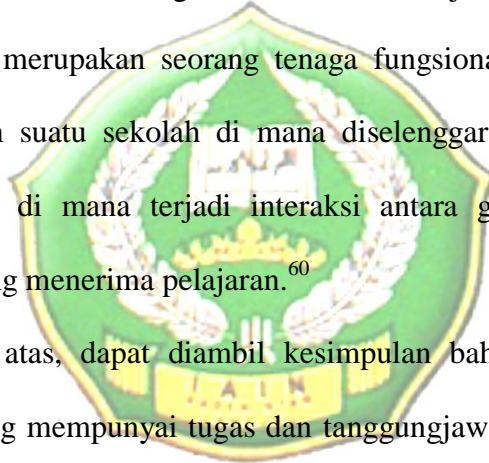 merupakan seorang tenaga fungsiona
suatu sekolah di mana diselenggar
di mana terjadi interaksi antara g
g menerima pelajaran.60
atas, dapat diambil kesimpulan bah
g mempunyai tugas dan tanggungjaw
I A I N